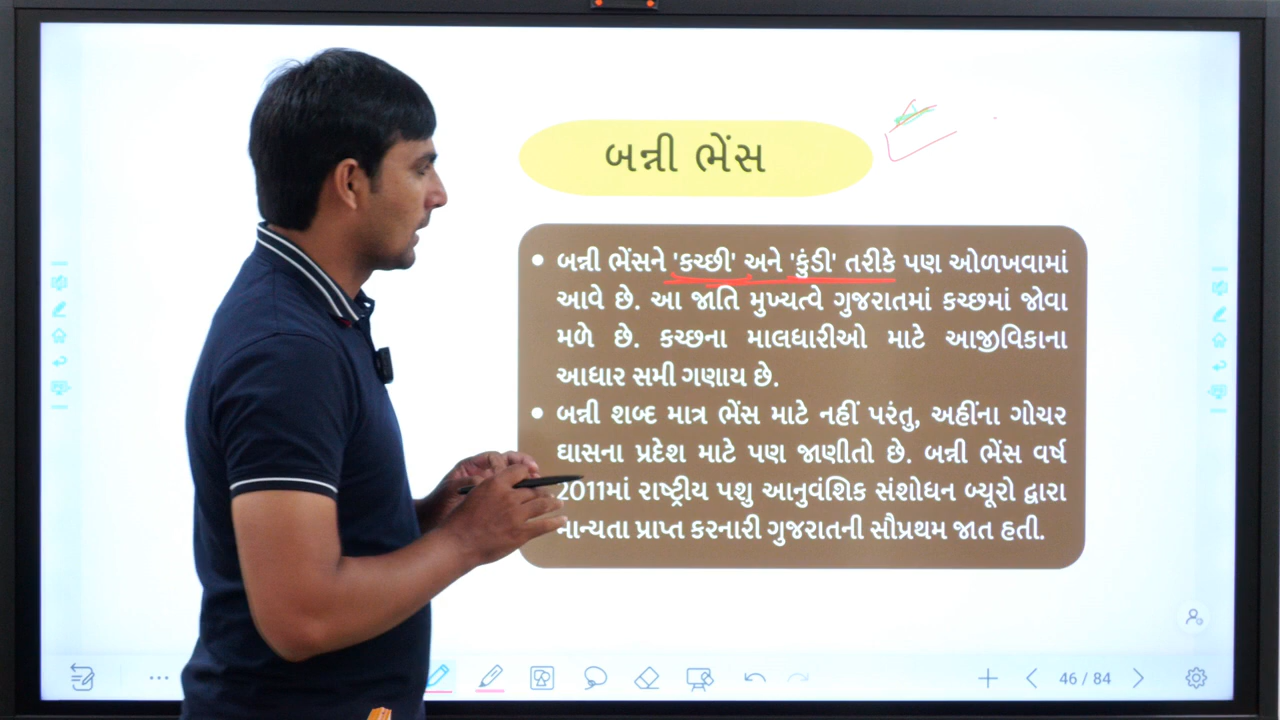 બન્ની ભેંસ
• બન્ની ભેંસને 'કચ્છી' અને 'કુંડી' તરીકે પણ ઓળખવામાં
આવે છે. આ જાતિ મુખ્યત્વે ગુજરાતમાં કચ્છમાં જોવા
મળે છે. કચ્છના માલધારીઓ માટે આજીવિકાના
આધાર સમી ગણાય છે.
• બન્ની શબ્દ માત્ર ભેંસ માટે નહીં પરંતુ, અહીંના ગોચર
ઘાસના પ્રદેશ માટે પણ જાણીતો છે. બન્ની ભેંસ વર્ષ
2011માં રાષ્ટ્રીય પશુ આનુવંશિક સંશોધન બ્યૂરો દ્વારા
માન્યતા પ્રાપ્ત કરનારી ગુજરાતની સૌપ્રથમ જાત હતી.
46 / 84